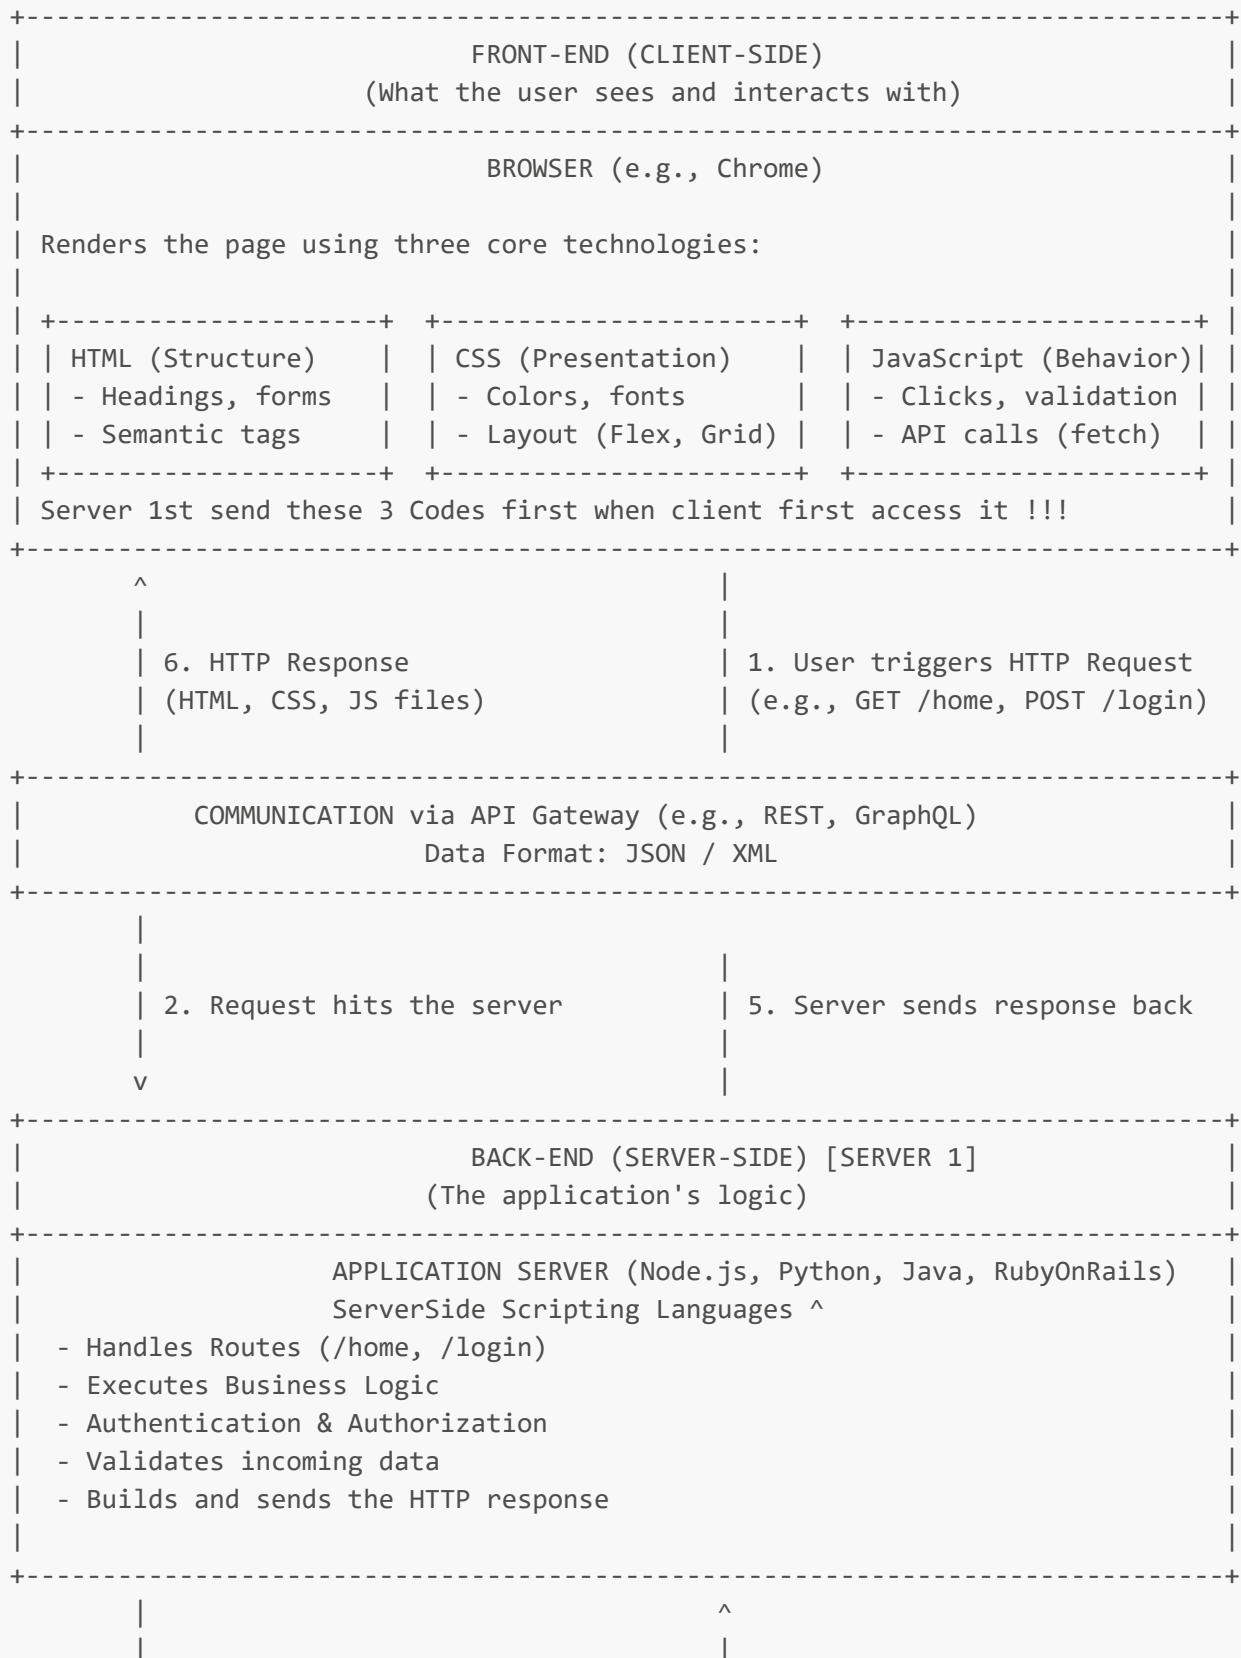 +------------------------------------------------------------------------------+
|                             FRONT-END (CLIENT-SIDE)                          |
|                      (What the user sees and interacts with)                 |
+------------------------------------------------------------------------------+
|                              BROWSER (e.g., Chrome)                          |
|                                                                              |
| Renders the page using three core technologies:                              |
|                                                                              |
| +---------------------+  +-----------------------+  +----------------------+ |
| | HTML (Structure)    |  | CSS (Presentation)    |  | JavaScript (Behavior)| |
| | - Headings, forms   |  | - Colors, fonts       |  | - Clicks, validation | |
| | - Semantic tags     |  | - Layout (Flex, Grid) |  | - API calls (fetch)  | |
| +---------------------+  +-----------------------+  +----------------------+ |
| Server 1st send these 3 Codes first when client first access it !!!          |
+------------------------------------------------------------------------------+
        ^                                     |
        |                                     |
        | 6. HTTP Response                    | 1. User triggers HTTP Request
        | (HTML, CSS, JS files)               | (e.g., GET /home, POST /login)
        |                                     |
+------------------------------------------------------------------------------+
|           COMMUNICATION via API Gateway (e.g., REST, GraphQL)                |
|                          Data Format: JSON / XML                             |
+------------------------------------------------------------------------------+
        |
        |                                     |
        | 2. Request hits the server          | 5. Server sends response back
        |                                     |
        v                                     |
+------------------------------------------------------------------------------+
|                             BACK-END (SERVER-SIDE) [SERVER 1]                |
|                          (The application's logic)                           |
+------------------------------------------------------------------------------+
|                    APPLICATION SERVER (Node.js, Python, Java, RubyOnRails)   |
|                    ServerSide Scripting Languages ^                          |
|  - Handles Routes (/home, /login)                                            |
|  - Executes Business Logic                                                   |
|  - Authentication & Authorization                                            |
|  - Validates incoming data                                                   |
|  - Builds and sends the HTTP response                                        |
|                                                                              |
+------------------------------------------------------------------------------+
        |                                     ^
        |                                     |